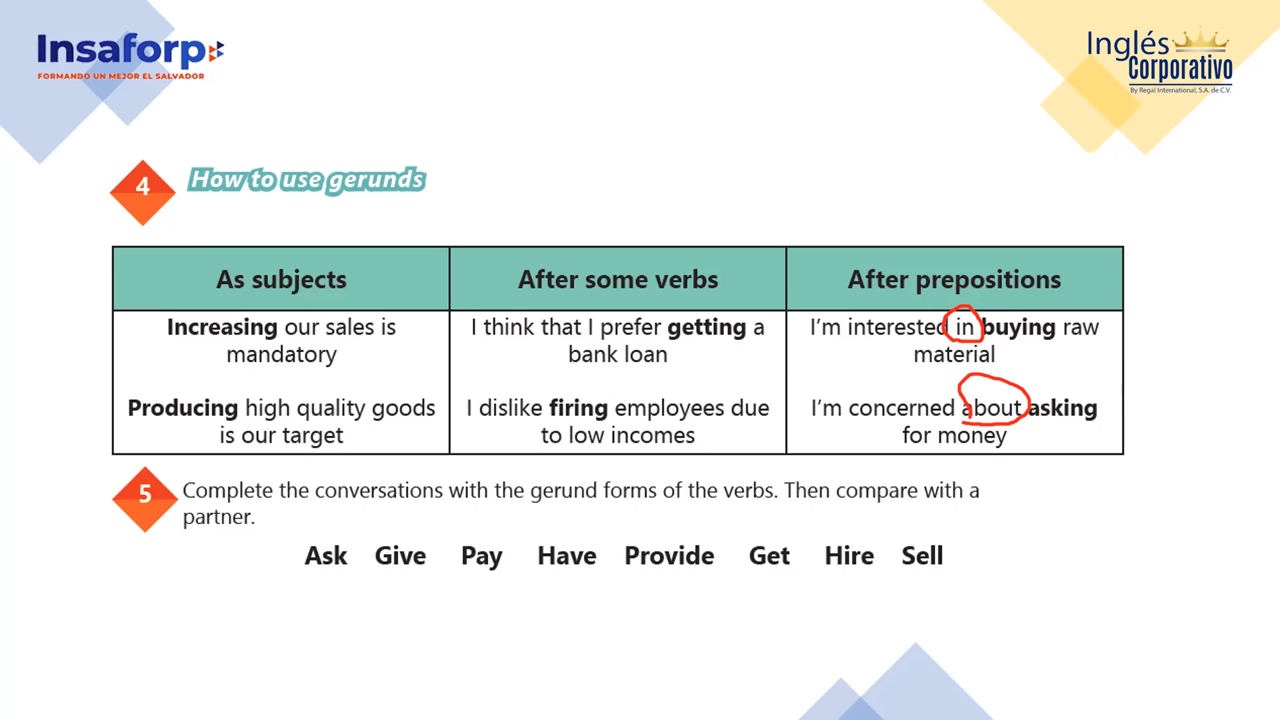 Insaforp
FORMANDO UN MEJOR EL SALVADOR
Inglés
Corporativo
By Regal International, S.A. de C.V.
4
How to use gerunds
As subjects
After some verbs
After prepositions
Increasing our sales is
mandatory
I think that I prefer getting a
bank loan
I'm interested in buying raw
material
Producing high quality goods
is our target
I dislike firing employees due
to low incomes
I'm concerned about asking
for money
5
Complete the conversations with the gerund forms of the verbs. Then compare with a
partner.
Ask Give Pay Have Provide Get Hire Sell